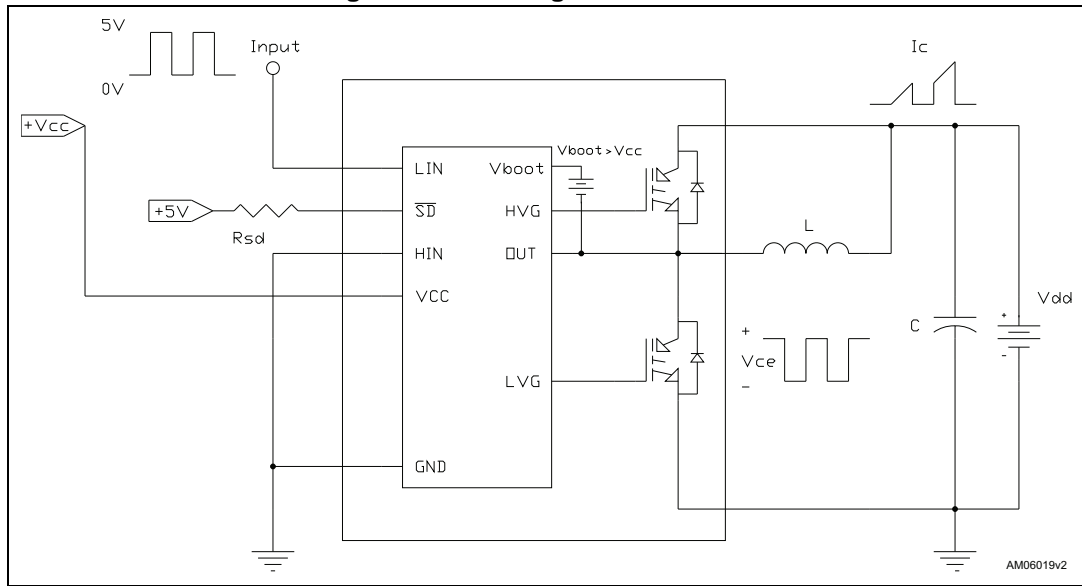 5V
0V
Input
Ic
+Vcc
Vboot>Vcc
LIN
Vboot
+5V
Rsd
SD
HVG
HIN
OUT
L
VCC
Vdd
C
+
-
+
Vce
-
LVG
GND
AM06019v2